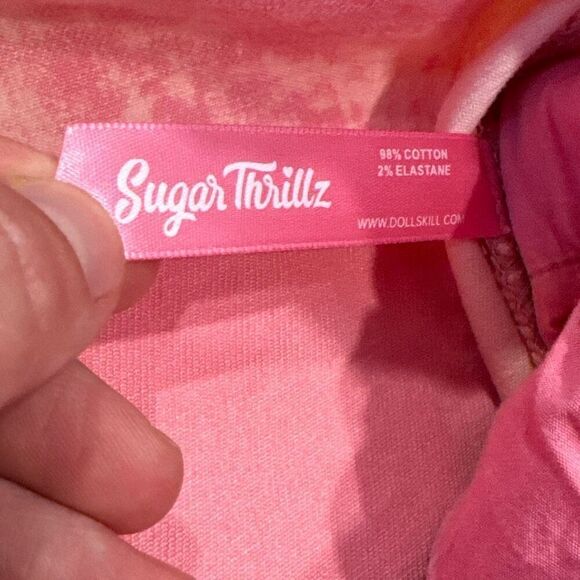 Sugar Thrillz
98% COTTON
2% ELASTANE
WWW.DOLLSKILL.COM